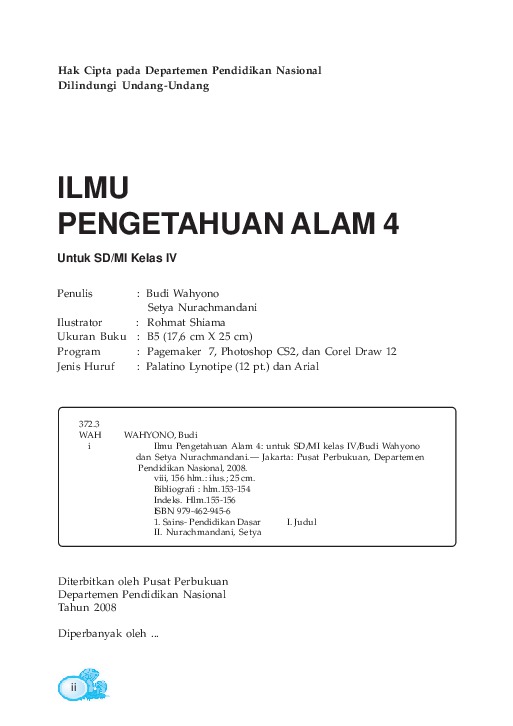 Hak Cipta pada Departemen Pendidikan Nasional
Dilindungi Undang-Undang
ILMU
PENGETAHUAN ALAM 4
Untuk SD/MI Kelas IV
Penulis : Budi Wahyono
Setya Nurachmandani
Ilustrator : Rohmat Shiama
Ukuran Buku : B5 (17,6 cm X 25 cm)
Program : Pagemaker 7, Photoshop CS2, dan Corel Draw 12
Jenis Huruf : Palatino Lynotipe (12 pt.) dan Arial
372.3
WAH WAHYONO, Budi
i Ilmu Pengetahuan Alam 4: untuk SD/MI kelas IV/Budi Wahyono
dan Setya Nurachmandani.— Jakarta: Pusat Perbukuan, Departemen
Pendidikan Nasional, 2008.
viii, 156 hlm.: ilus.; 25 cm.
Bibliografi : hlm.153-154
Indeks. Hlm.155-156
ISBN 979-462-945-6
1. Sains- Pendidikan Dasar I. Judul
II. Nurachmandani, Setya
Diterbitkan oleh Pusat Perbukuan
Departemen Pendidikan Nasional
Tahun 2008
Diperbanyak oleh ...
ii